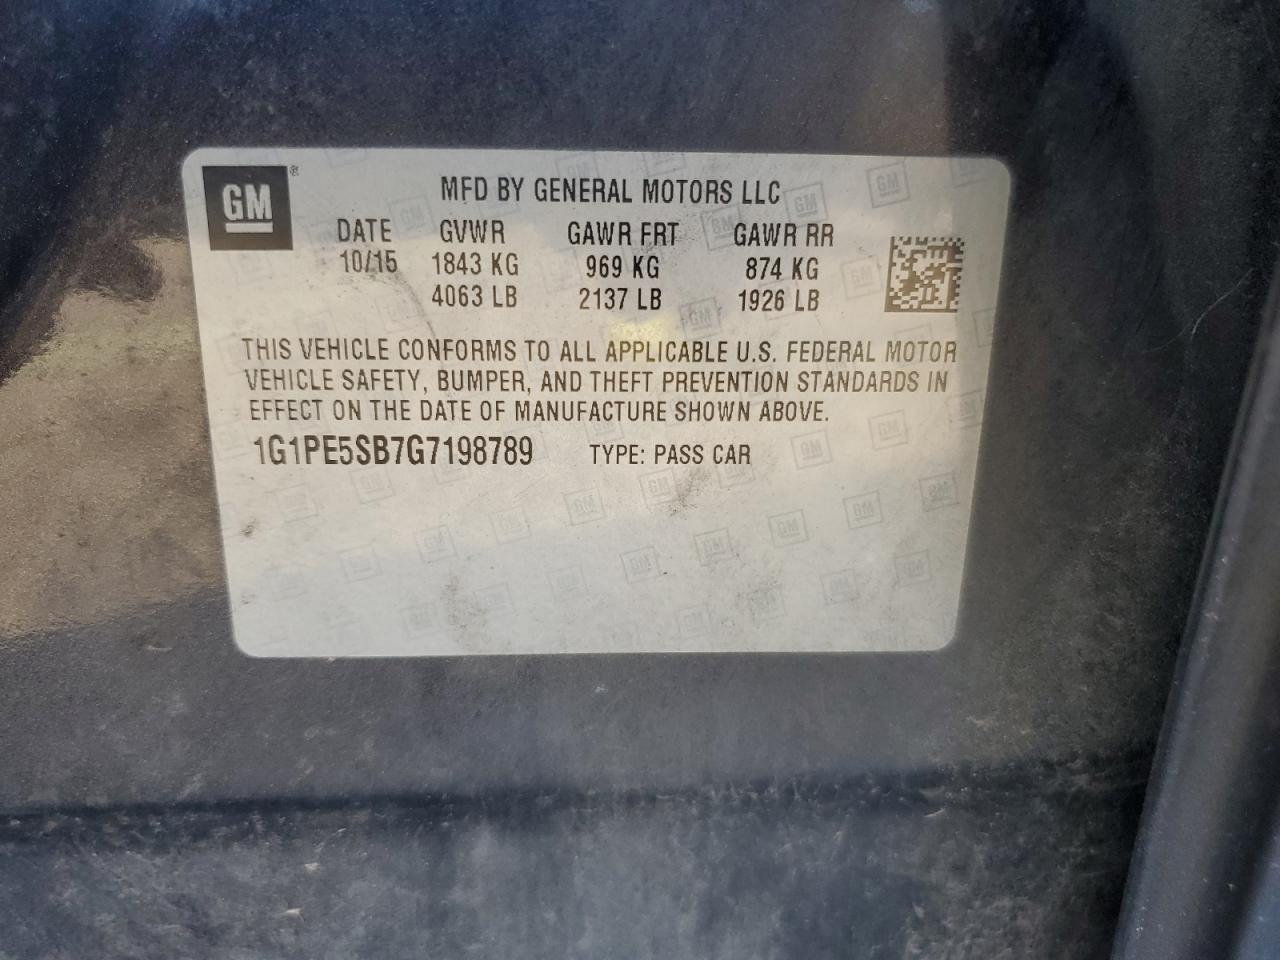 GM®
MFD BY GENERAL MOTORS LLC
DATE GVWR GAWR FRT GAWR RR
10/15 1843 KG 969 KG 874 KG
4063 LB 2137 LB 1926 LB
THIS VEHICLE CONFORMS TO ALL APPLICABLE U.S. FEDERAL MOTOR
VEHICLE SAFETY, BUMPER, AND THEFT PREVENTION STANDARDS IN
EFFECT ON THE DATE OF MANUFACTURE SHOWN ABOVE.
1G1PE5SB7G7198789 TYPE: PASS CAR